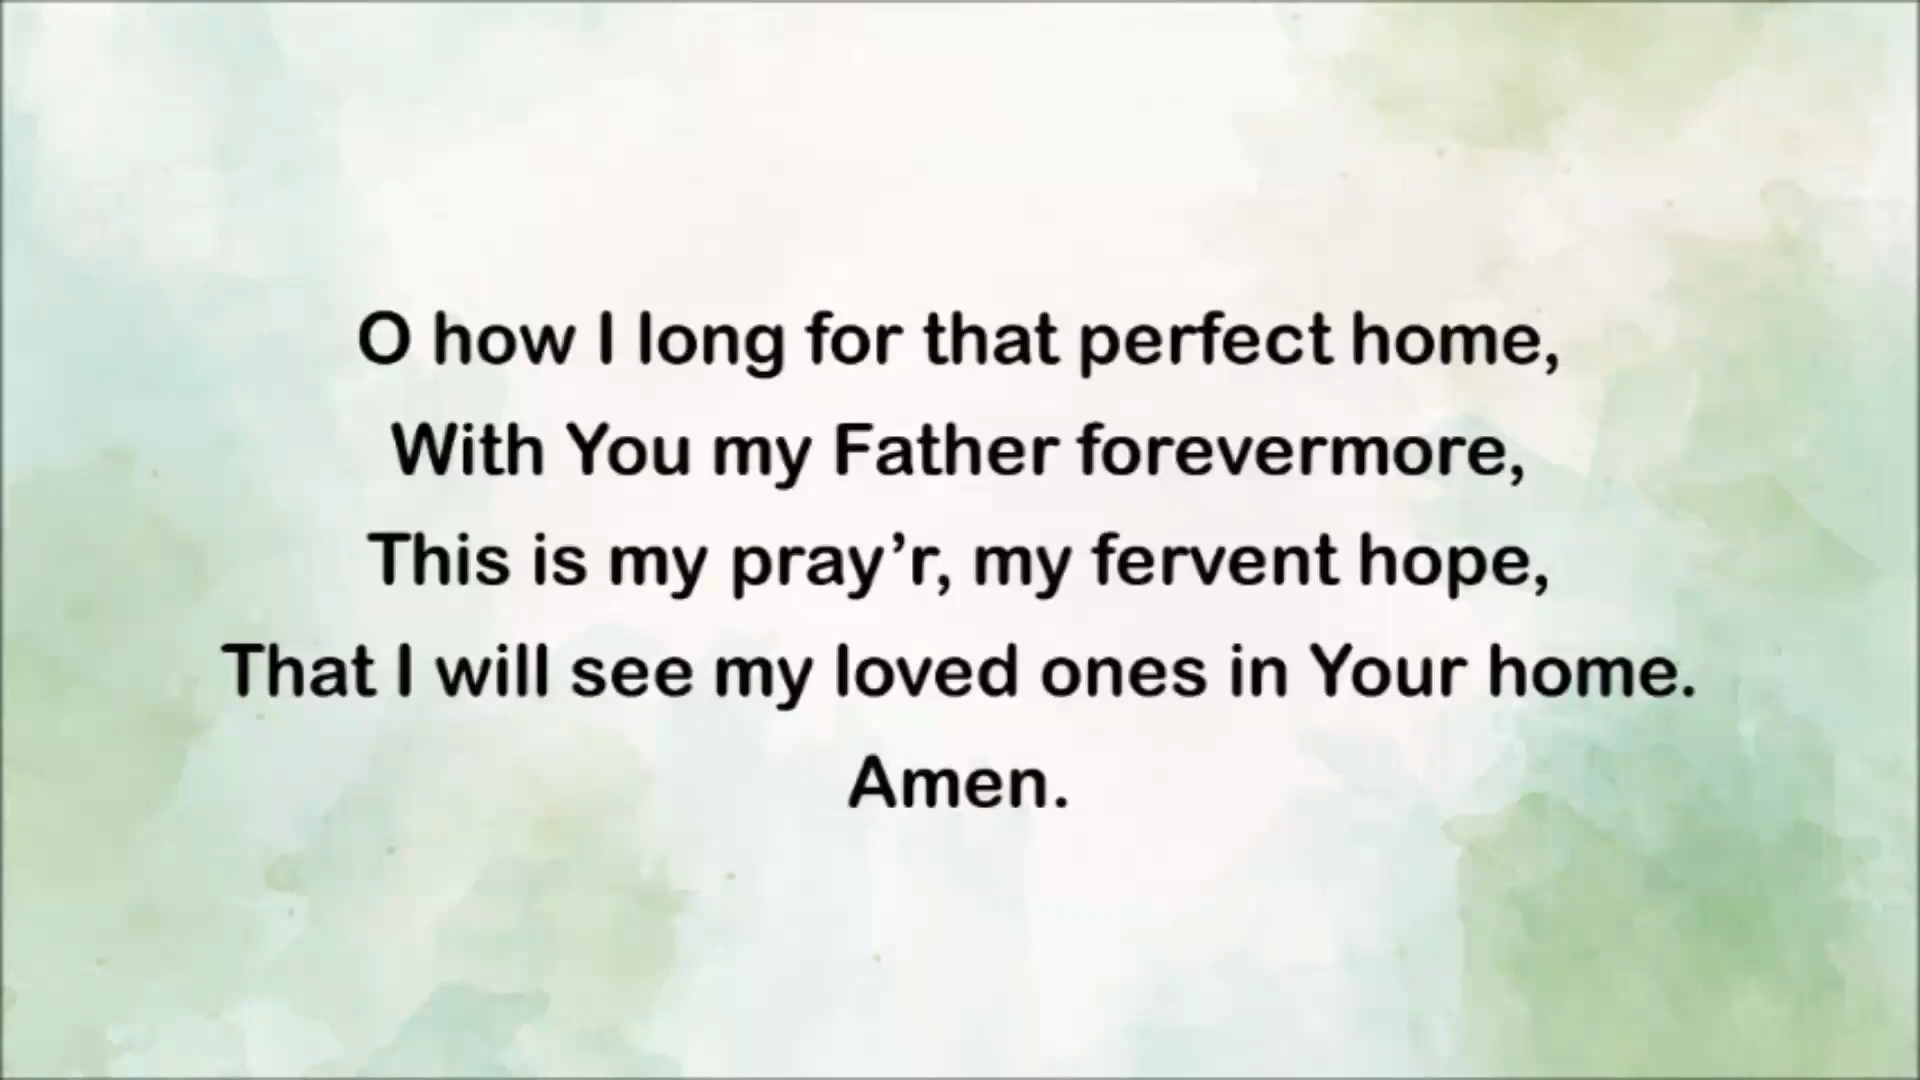 O how I long for that perfect home,
With You my Father forevermore,
This is my pray’r, my fervent hope,
That I will see my loved ones in Your home.
Amen.